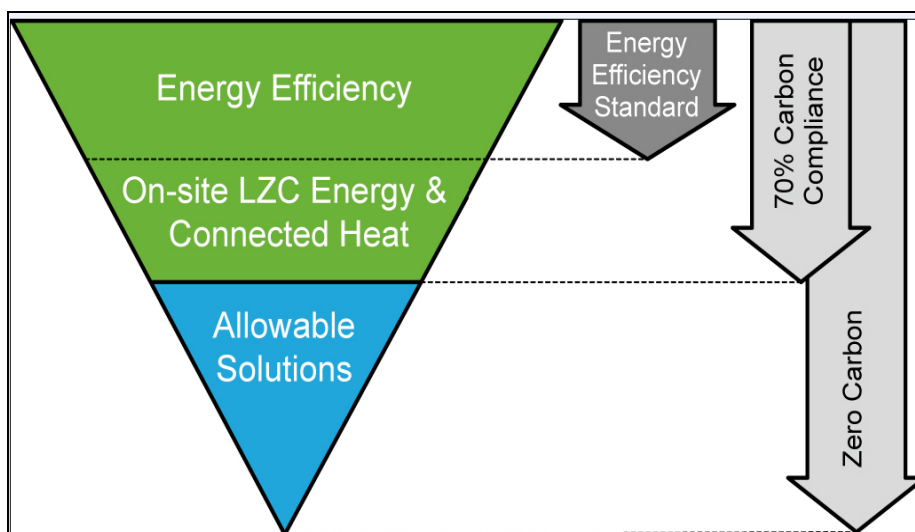 Energy Efficiency
On-site LZC Energy &
Connected Heat
Allowable
Solutions
Energy
Efficiency
Standard
70% Carbon
Compliance
Zero Carbon